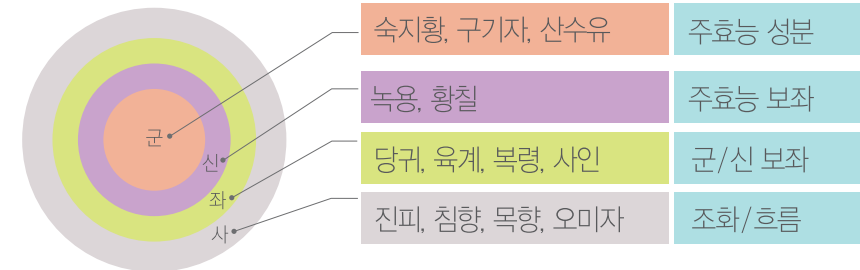 군
신
좌
사
숙지황, 구기자, 산수유
주효능 성분
녹용, 황칠
주효능 보좌
당귀, 육계, 복령, 사인
군/신 보좌
진피, 침향, 목향, 오미자
조화/흐름